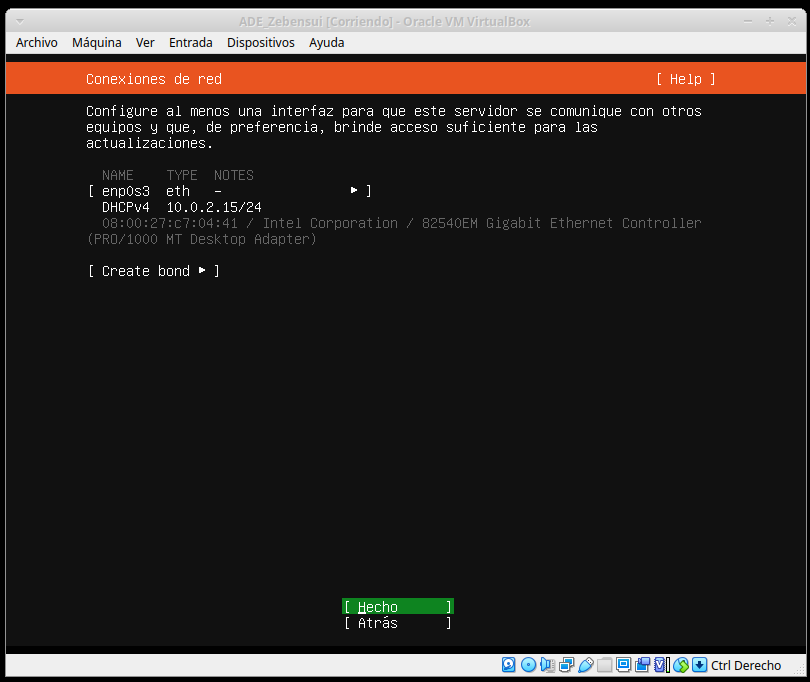 ADE_Zebensui [Corriendo] - Oracle VM VirtualBox
Archivo Máquina Ver Entrada Dispositivos Ayuda
Conexiones de red [ Help ]
Configure al menos una interfaz para que este servidor se comunique con otros
equipos y que, de preferencia, brinde acceso suficiente para las
actualizaciones.
NAME TYPE NOTES
[ enp0s3 eth - ▸ ]
DHCPv4 10.0.2.15/24
08:00:27:c7:04:41 / Intel Corporation / 82540EM Gigabit Ethernet Controller
(PRO/1000 MT Desktop Adapter)
[ Create bond ▸ ]
[ Hecho ]
[ Atrás ]
Ctrl Derecho